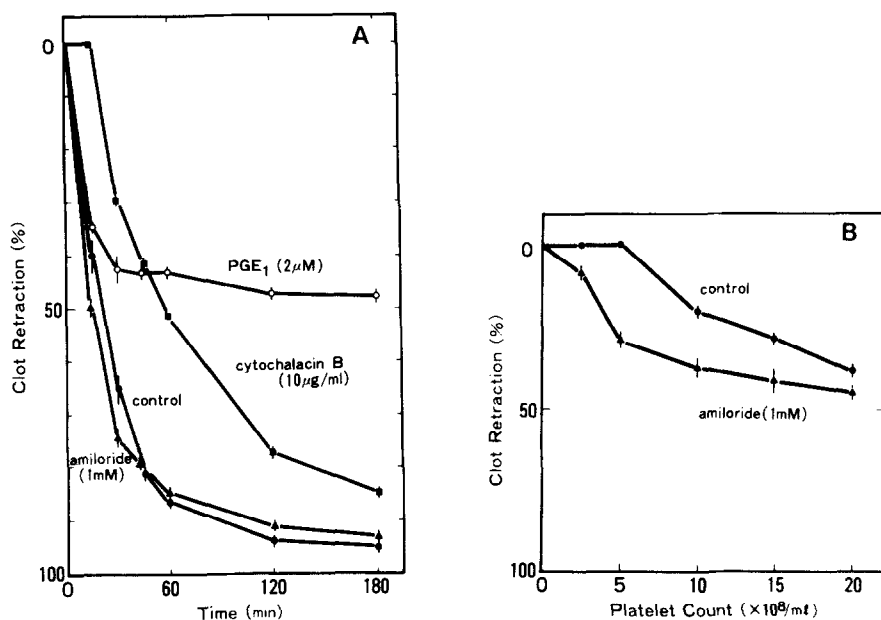 A
0
50
100
Clot Retraction (%)
PGE₁ (2μM)
cytochalacin B
(10μg/ml)
control
amiloride
(1mM)
0 60 120 180
Time (min)
B
0
50
100
Clot Retraction (%)
control
amiloride(1mM)
0 5 10 15 20
Platelet Count (×10⁸/mℓ)